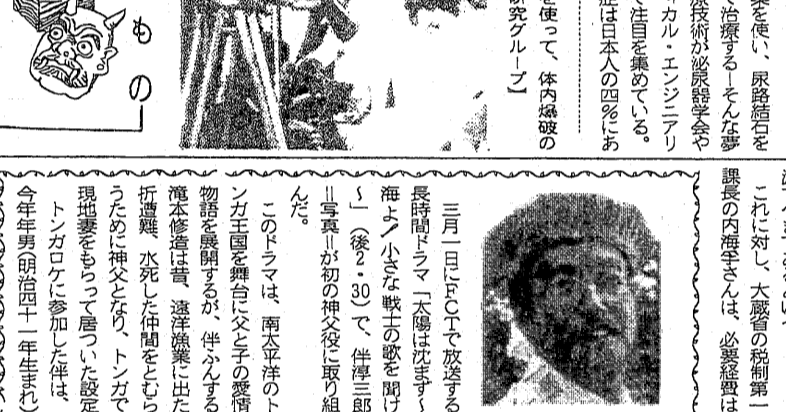 を使い、尿路結石を
で治療する―そんな夢
療技術が泌尿器学会や
ィカル・エンジニアリ
で注目を集めている。
症は日本人の四%にあ
を使って、体内爆破の
研究グループ】
もの
これに対し、大蔵省の税制第一
課長の内海孚さんは、必要経費は
三月一日にFCTで放送する
長時間ドラマ「太陽は沈まず〜
海よ!小さな戦士の歌を聞け
〜」(後2・30)で、伴淳三郎
=写真=が初の神父役に取り組
んだ。
このドラマは、南太平洋のト
ンガ王国を舞台に父と子の愛情
物語を展開するが、伴ふんする
滝本修造は昔、遠洋漁業に出た
折遭難、水死した仲間をとむら
うために神父となり、トンガで
現地妻をもらって居ついた設定
トンガロケに参加した伴は、
今年年男(明治四十一年生まれ)